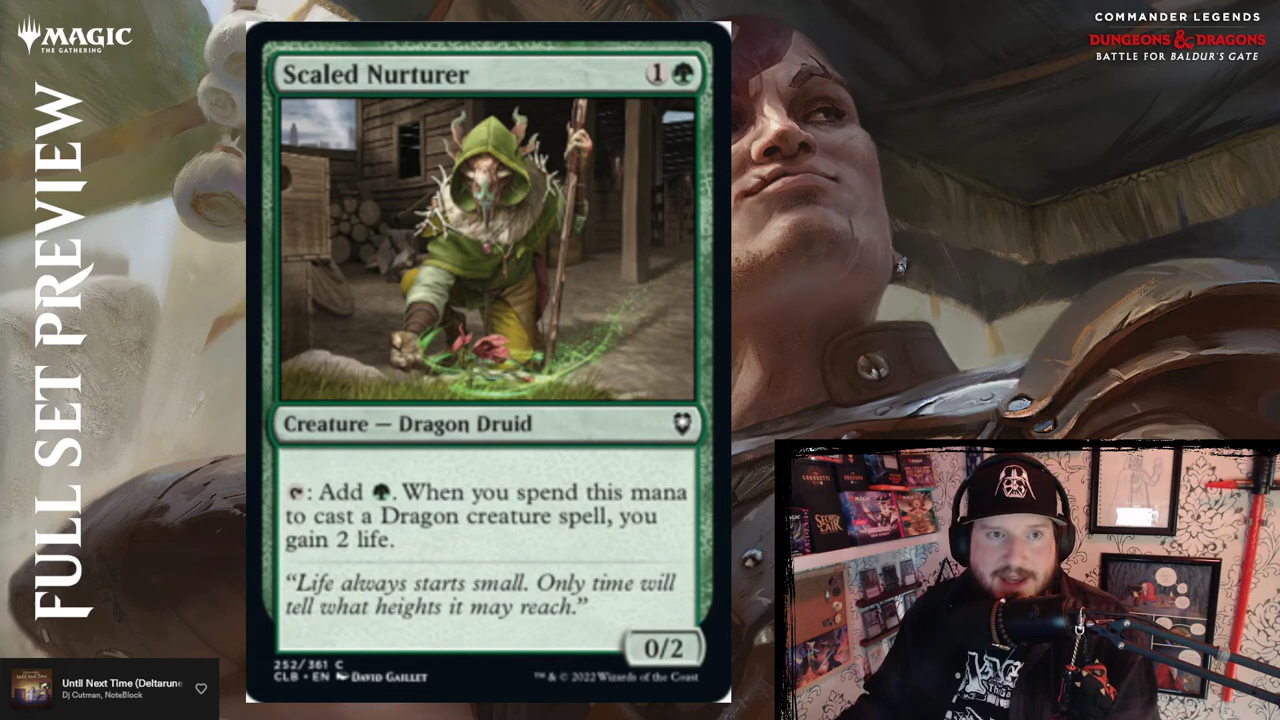 MAGIC
THE GATHERING
FULL SET PREVIEW
COMMANDER LEGENDS
DUNGEONS & DRAGONS
BATTLE FOR BALDUR'S GATE
Scaled Nurturer 1
Creature — Dragon Druid
: Add . When you spend this mana
to cast a Dragon creature spell, you
gain 2 life.
“Life always starts small. Only time will
tell what heights it may reach.”
0/2
252/361 C
CLB • EN DAVID GAILLET
™ & © 2022 Wizards of the Coast
Until Next Time (Deltarune
Dj Cutman, NoteBlock
SECRET LAIR